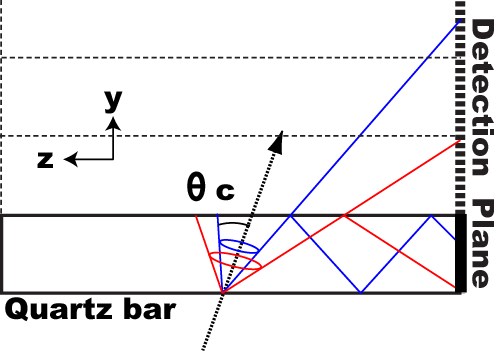 y
z
θ c
Quartz bar
Detection Plane